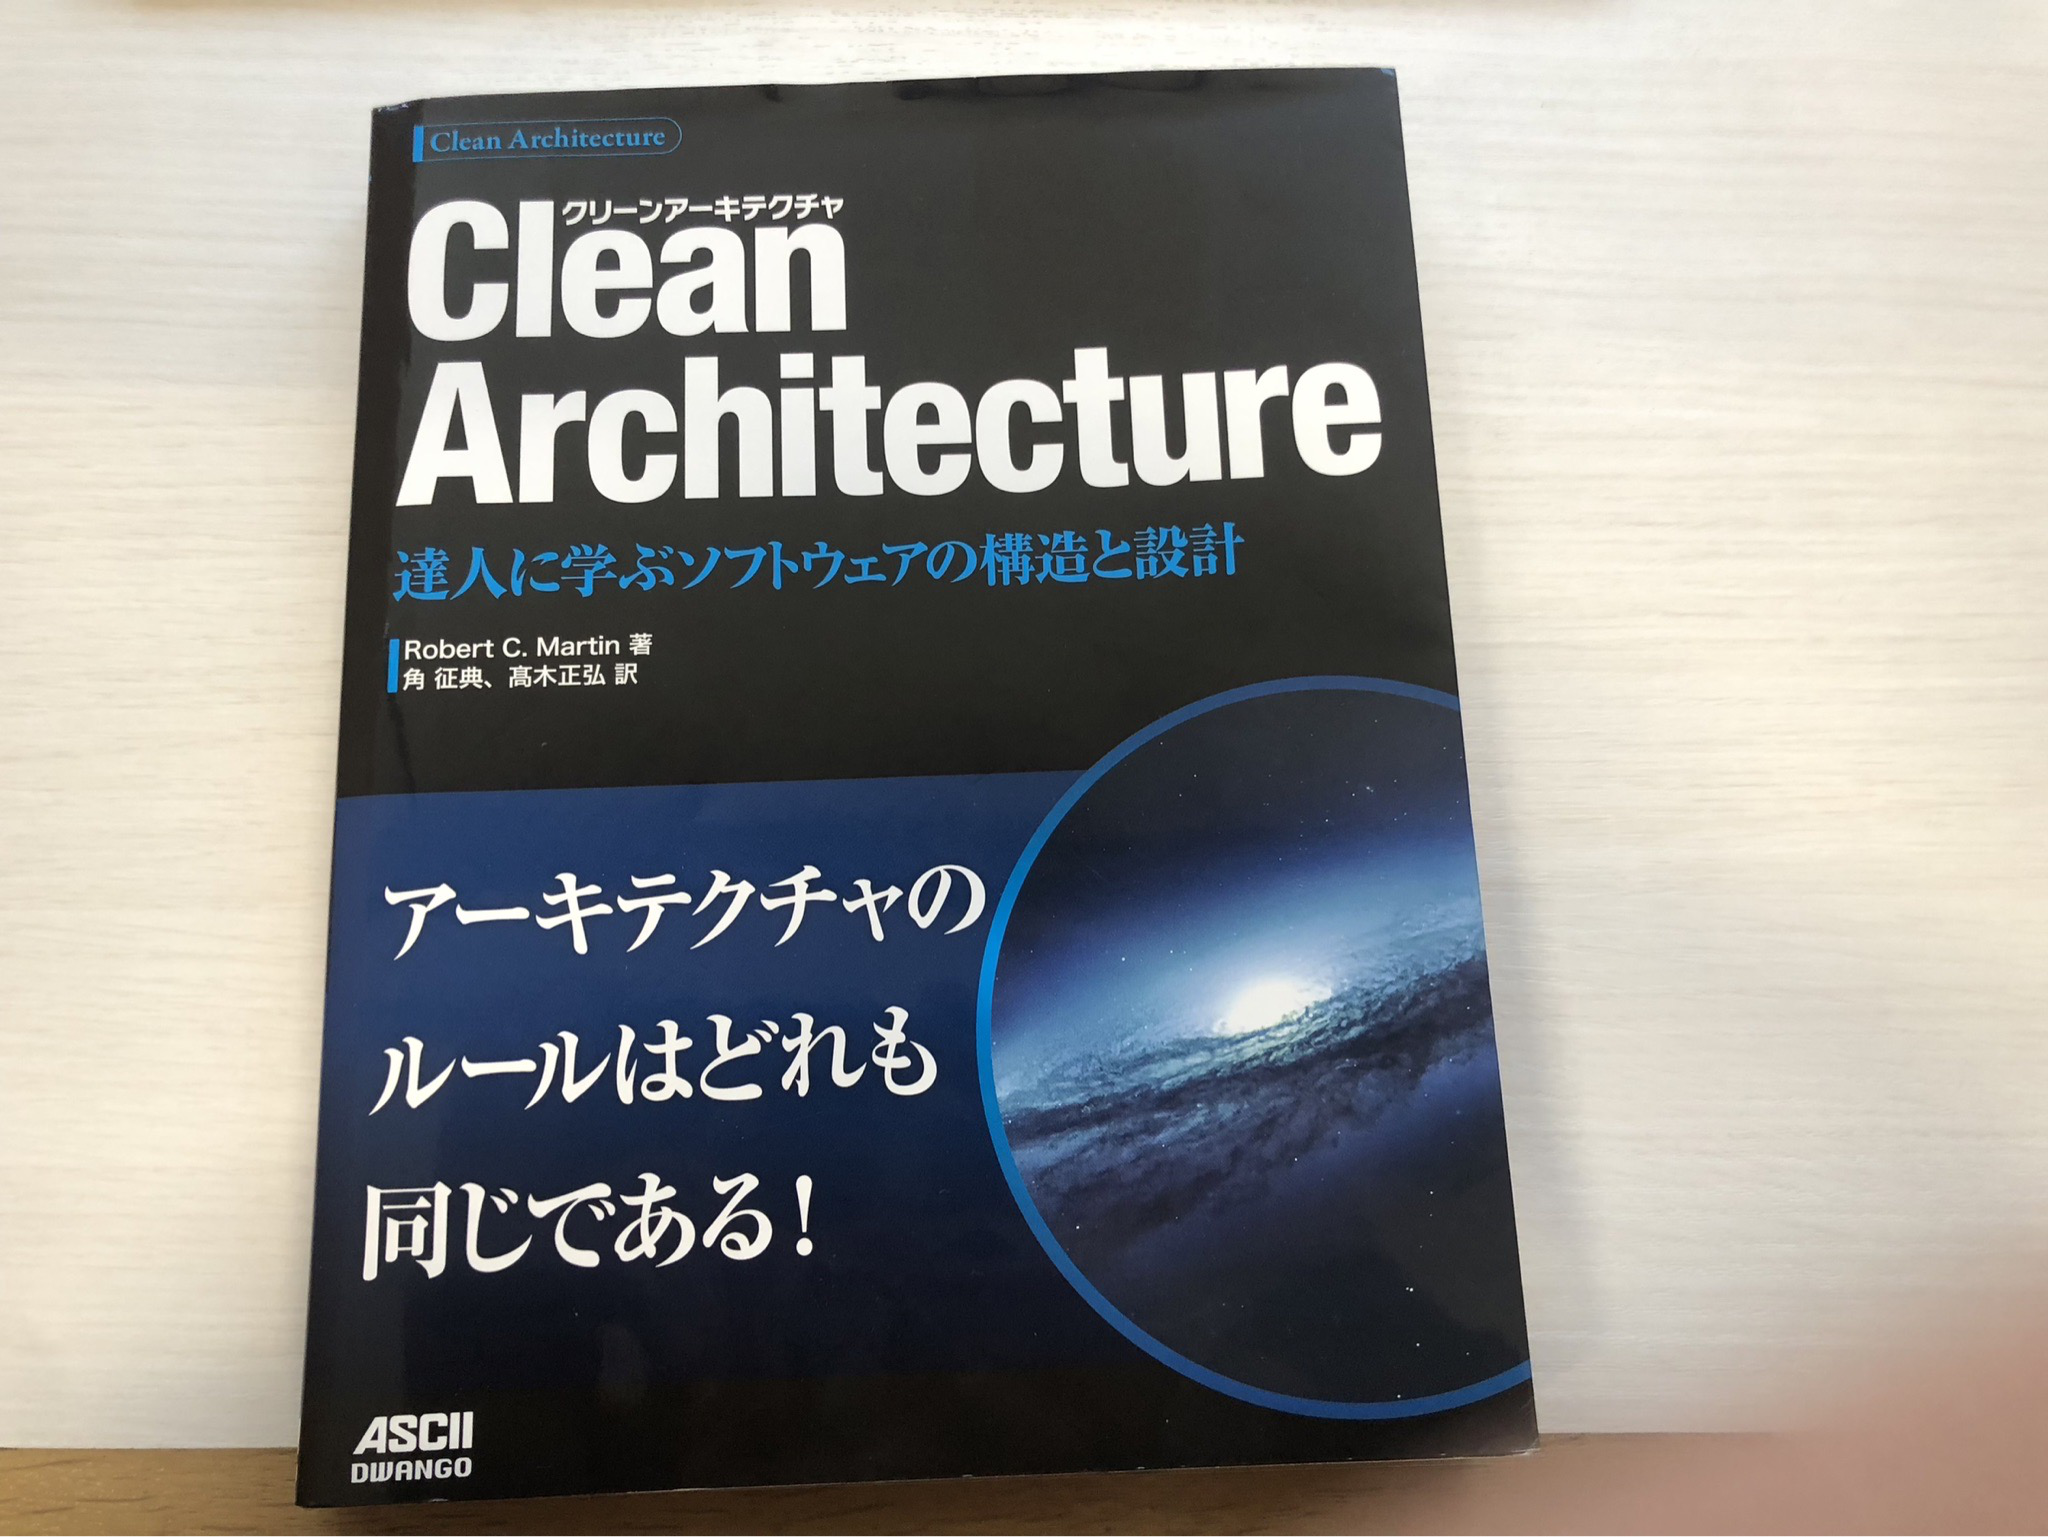 Clean Architecture
クリーンアーキテクチャ
Clean
Architecture
達人に学ぶソフトウェアの構造と設計
Robert C. Martin 著
角 征典、髙木正弘 訳
アーキテクチャの
ルールはどれも
同じである！
ASCII
DWANGO